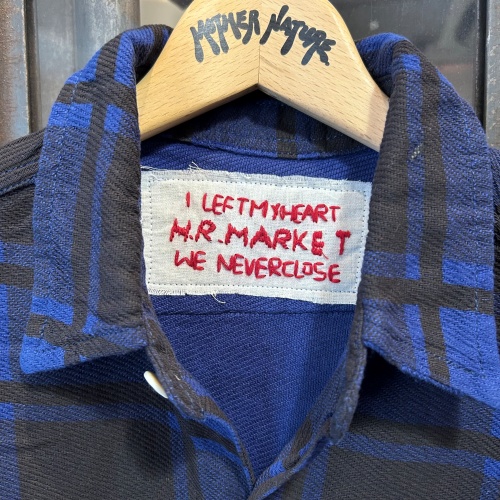 MOTHER NATURE
I LEFTMYHEART
H.R.MARKET
WE NEVERCLOSE